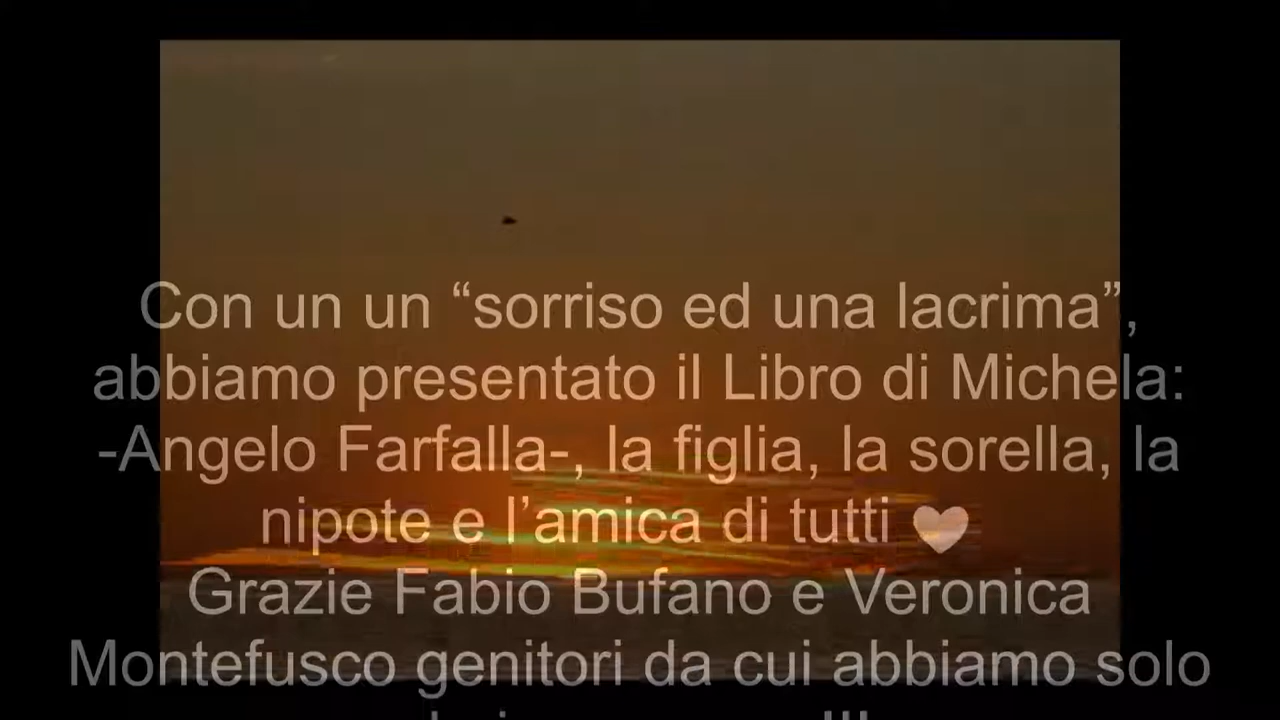 Con un un “sorriso ed una lacrima”,
abbiamo presentato il Libro di Michela:
-Angelo Farfalla-, la figlia, la sorella, la
nipote e l’amica di tutti ♥
Grazie Fabio Bufano e Veronica
Montefusco genitori da cui abbiamo solo